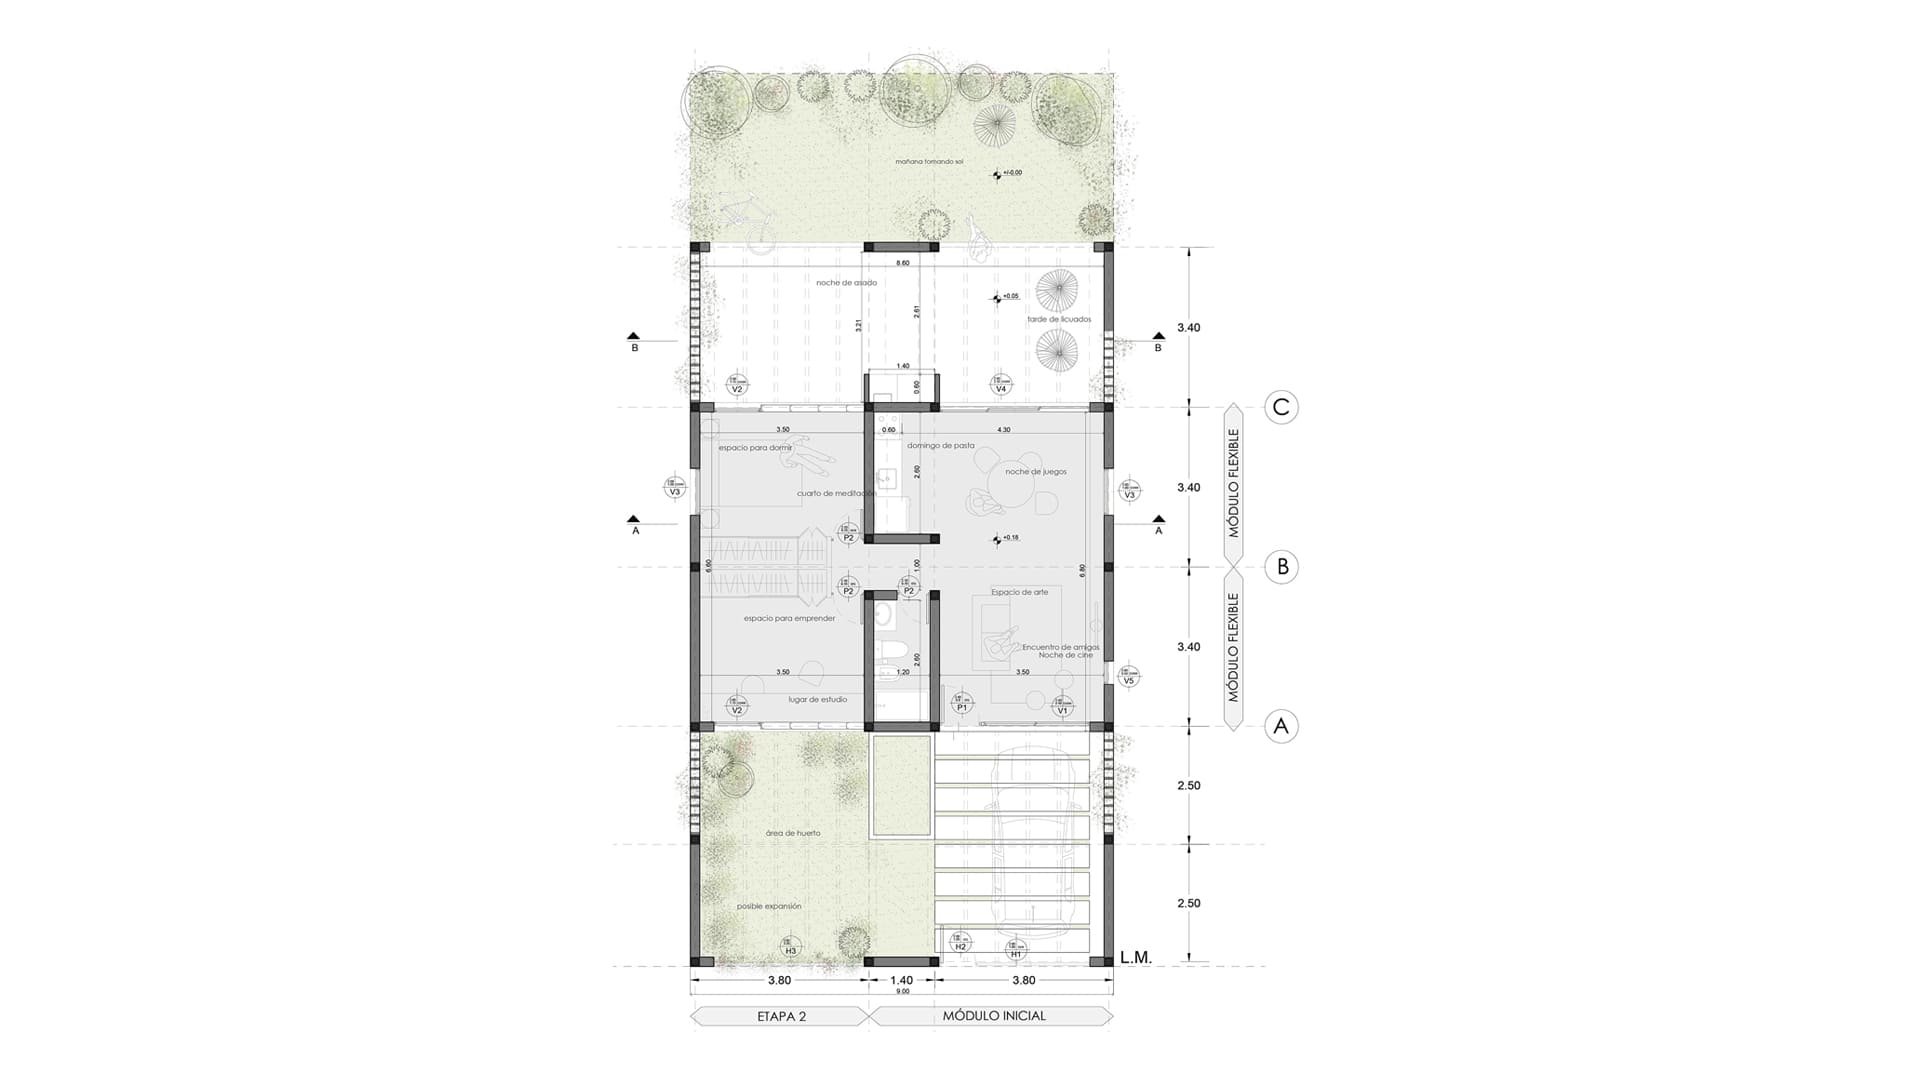 mañana tomando sol
+/-0.00
8.60
noche de asado
+0.05
2.61
3.21
tarde de licuados
3.40
B
B
1.40
0.60
V2
V4
C
3.50
0.60
4.30
espacio para dormir
domingo de pasta
noche de juegos
2.60
MÓDULO FLEXIBLE
V3
cuarto de meditación
V3
3.40
A
A
P2
+0.18
6.60
1.00
6.80
B
P2
P2
Espacio de arte
espacio para emprender
MÓDULO FLEXIBLE
Encuentro de amigos
Noche de cine
3.40
2.60
3.50
1.20
3.50
V5
lugar de estudio
V2
P1
V1
A
2.50
área de huerto
posible expansión
2.50
H3
H2
H1
L.M.
3.80
1.40
3.80
9.00
ETAPA 2
MÓDULO INICIAL